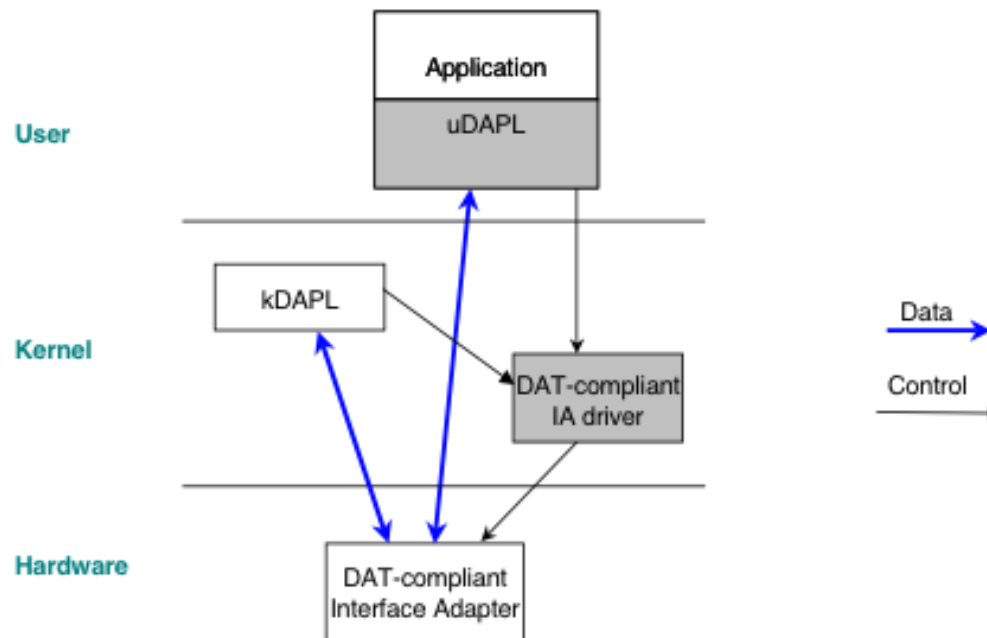 Application
uDAPL
User
kDAPL
Kernel
DAT-compliant
IA driver
Data
Control
Hardware
DAT-compliant
Interface Adapter